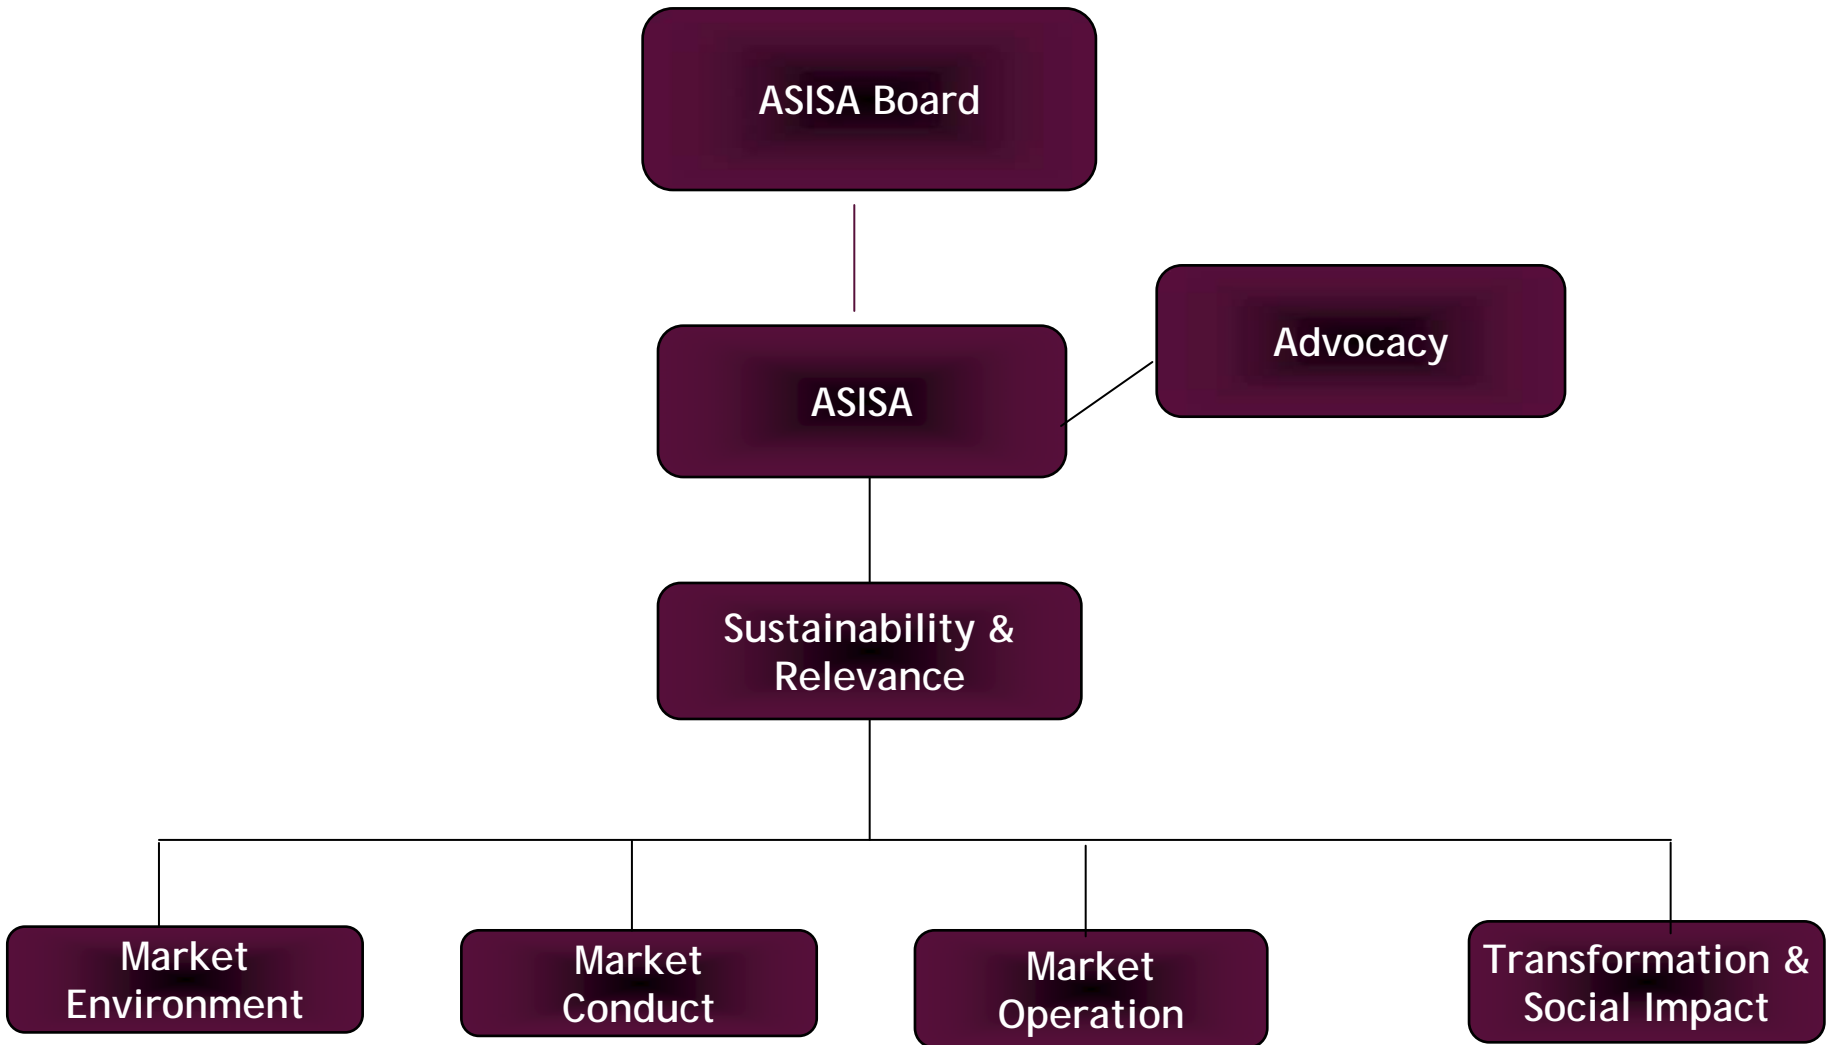 ASISA Board
Advocacy
ASISA
Sustainability &
Relevance
Market
Environment
Market
Conduct
Market
Operation
Transformation &
Social Impact